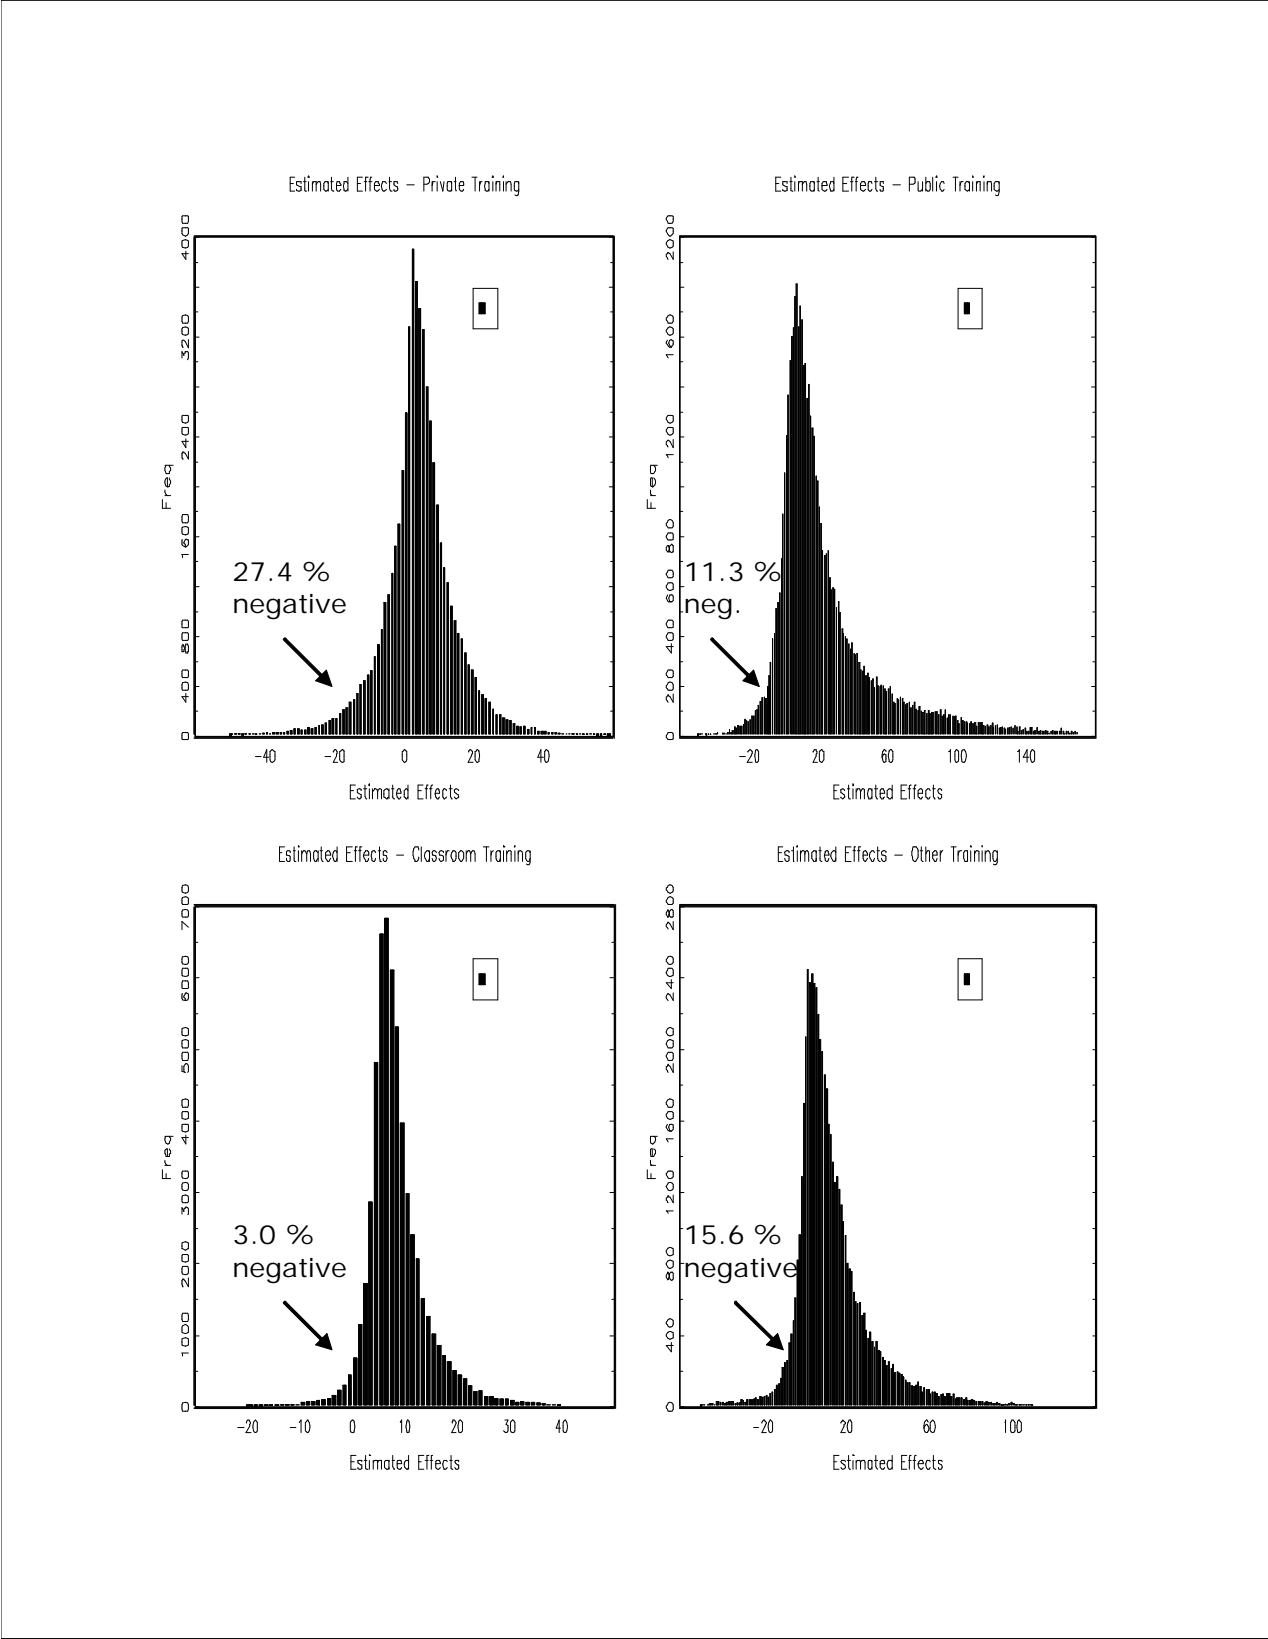 Estimated Effects – Private Training
4000
3200
2400
1600
800
400
0
Freq
27.4 %
negative
-40 -20 0 20 40
Estimated Effects
Estimated Effects – Public Training
2000
1600
1200
800
600
400
200
0
Freq
11.3 %
neg.
-20 20 60 100 140
Estimated Effects
Estimated Effects – Classroom Training
7000
6000
5000
4000
3000
2000
1000
0
Freq
3.0 %
negative
-20 -10 0 10 20 30 40
Estimated Effects
Estimated Effects – Other Training
2800
2400
2000
1600
1200
800
400
0
Freq
15.6 %
negative
-20 20 60 100
Estimated Effects